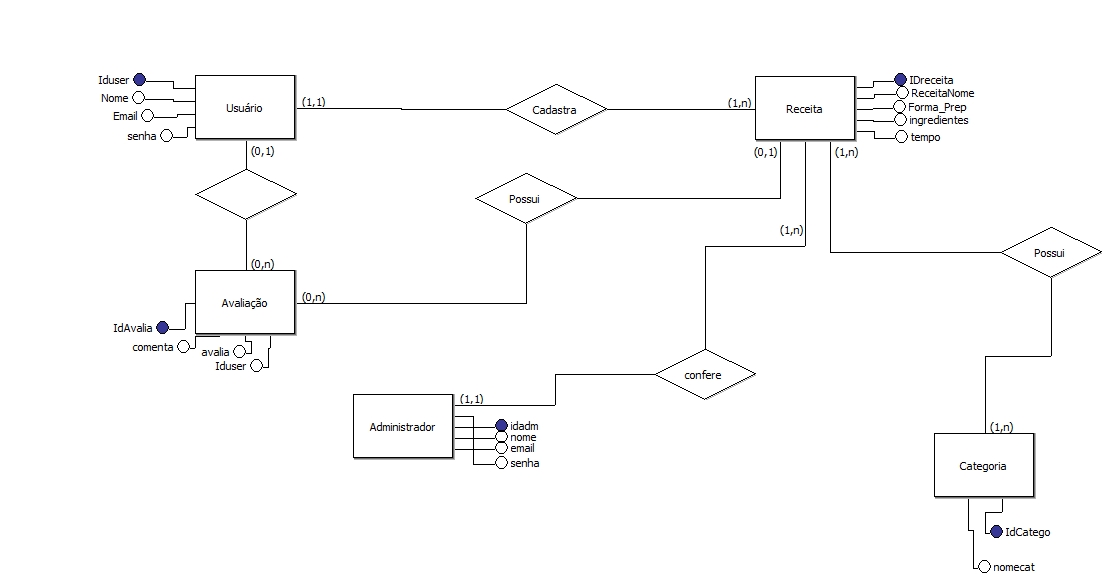 Iduser
Nome
Email
senha
Usuário
(1,1)
Cadastra
(1,n)
Receita
IDreceita
ReceitaNome
Forma_Prep
ingredientes
tempo
(0,1)
(0,1)
(1,n)
Possui
(1,n)
Possui
(0,n)
Avaliação
(0,n)
IdAvalia
comenta
avalia
Iduser
confere
(1,1)
Administrador
idadm
nome
email
senha
(1,n)
Categoria
IdCatego
nomecat